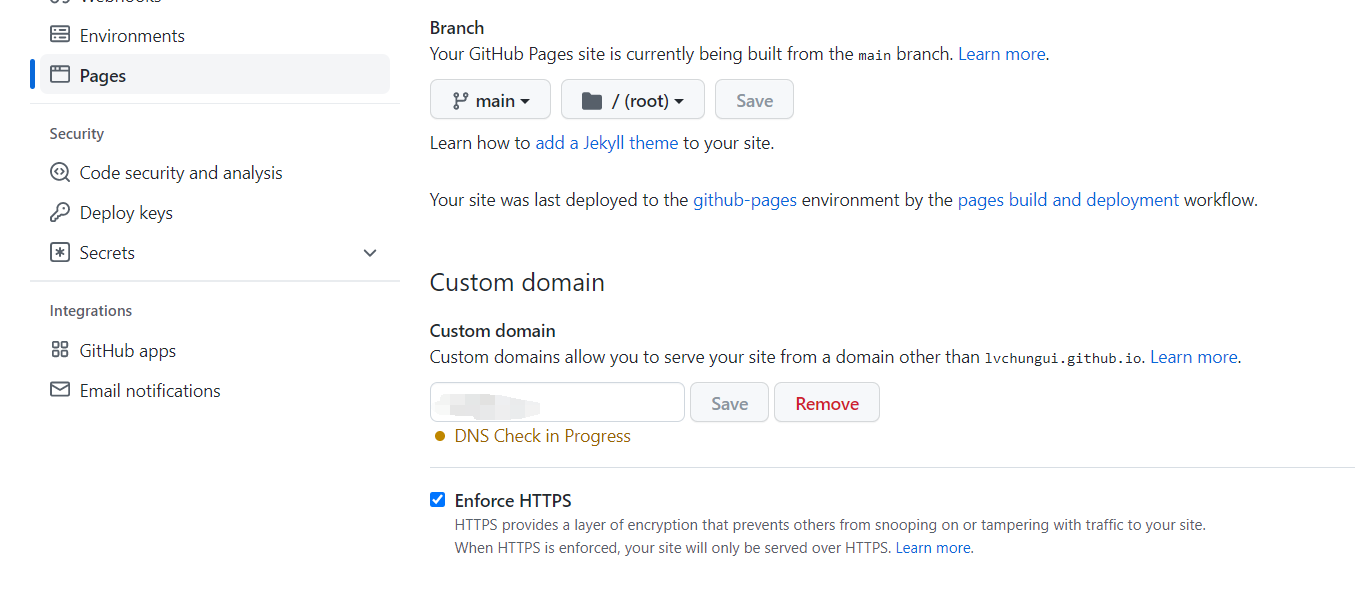 Webhooks
Environments
Pages
Security
Code security and analysis
Deploy keys
Secrets
Integrations
GitHub apps
Email notifications
Branch
Your GitHub Pages site is currently being built from the main branch. Learn more.
main / (root) Save
Learn how to add a Jekyll theme to your site.
Your site was last deployed to the github-pages environment by the pages build and deployment workflow.
Custom domain
Custom domain
Custom domains allow you to serve your site from a domain other than lvchungui.github.io. Learn more.
Save Remove
DNS Check in Progress
Enforce HTTPS
HTTPS provides a layer of encryption that prevents others from snooping on or tampering with traffic to your site.
When HTTPS is enforced, your site will only be served over HTTPS. Learn more.